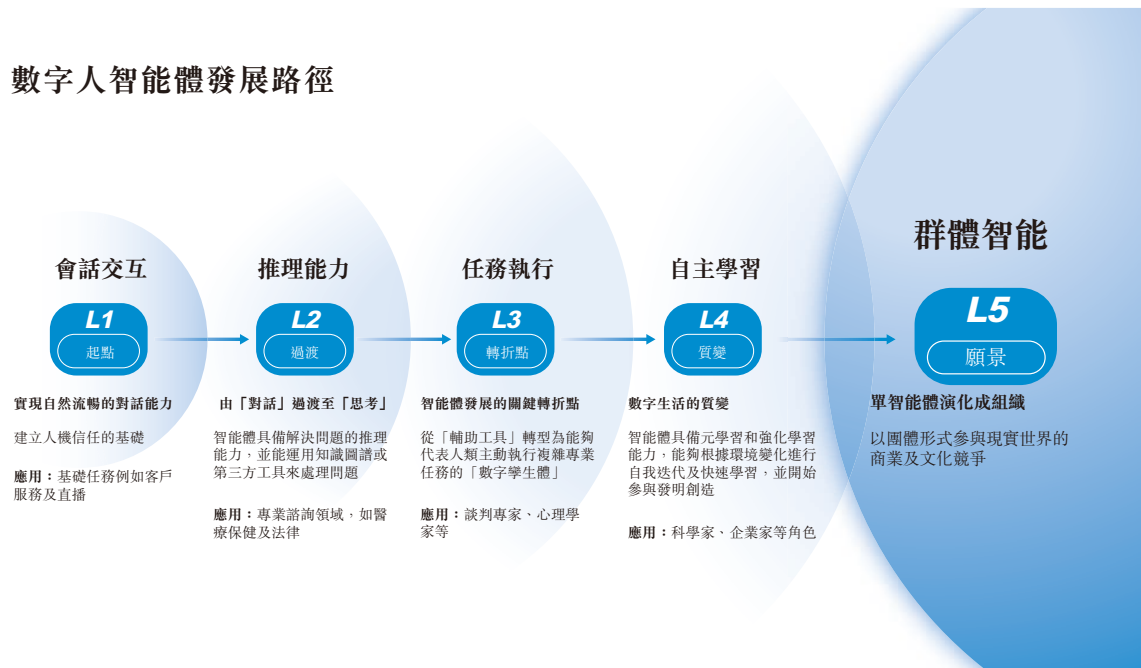 數字人智能體發展路徑
會話交互
L1
起點
實現自然流暢的對話能力
建立人機信任的基礎
應用：基礎任務例如客戶
服務及直播
推理能力
L2
過渡
由「對話」過渡至「思考」
智能體具備解決問題的推理
能力，並能運用知識圖譜或
第三方工具來處理問題
應用：專業諮詢領域，如醫
療保健及法律
任務執行
L3
轉折點
智能體發展的關鍵轉折點
從「輔助工具」轉型為能夠
代表人類主動執行複雜專業
任務的「數字孿生體」
應用：談判專家、心理學
家等
自主學習
L4
質變
數字生活的質變
智能體具備元學習和強化學習
能力，能夠根據環境變化進行
自我迭代及快速學習，並開始
參與發明創造
應用：科學家、企業家等角色
群體智能
L5
願景
單智能體演化成組織
以團體形式參與現實世界的
商業及文化競爭